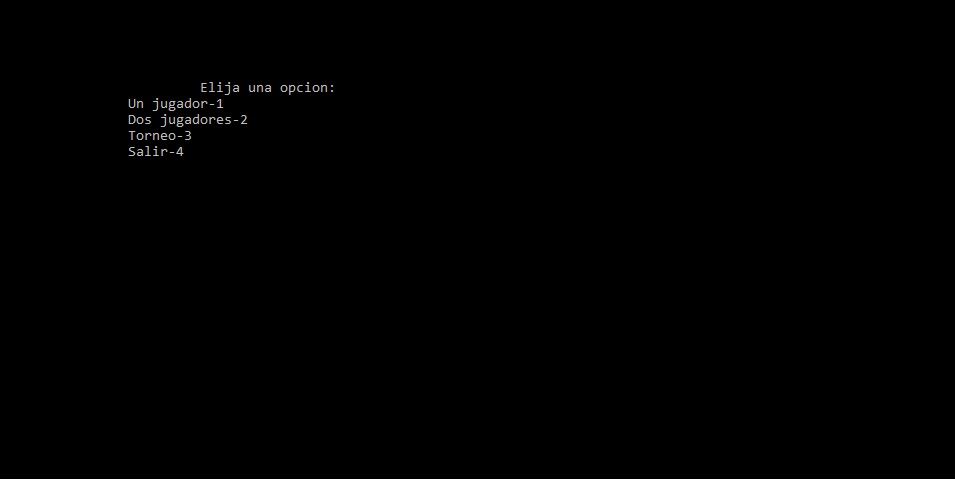 Elija una opcion:
Un jugador-1
Dos jugadores-2
Torneo-3
Salir-4